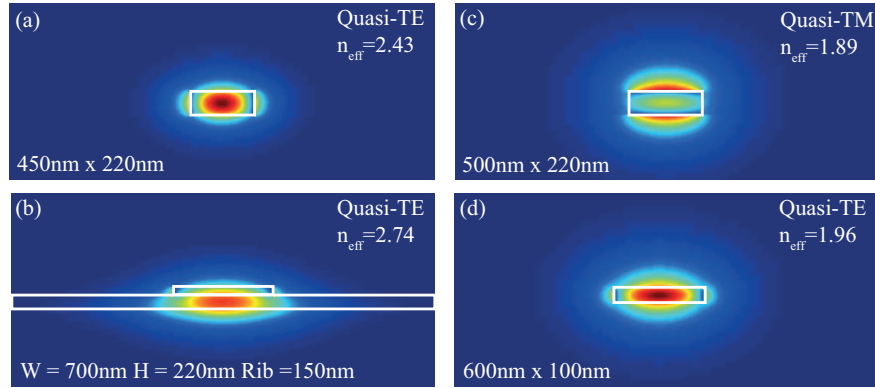 (a)
Quasi-TE
n_eff=2.43
450nm x 220nm
(c)
Quasi-TM
n_eff=1.89
500nm x 220nm
(b)
Quasi-TE
n_eff=2.74
W = 700nm H = 220nm Rib =150nm
(d)
Quasi-TE
n_eff=1.96
600nm x 100nm